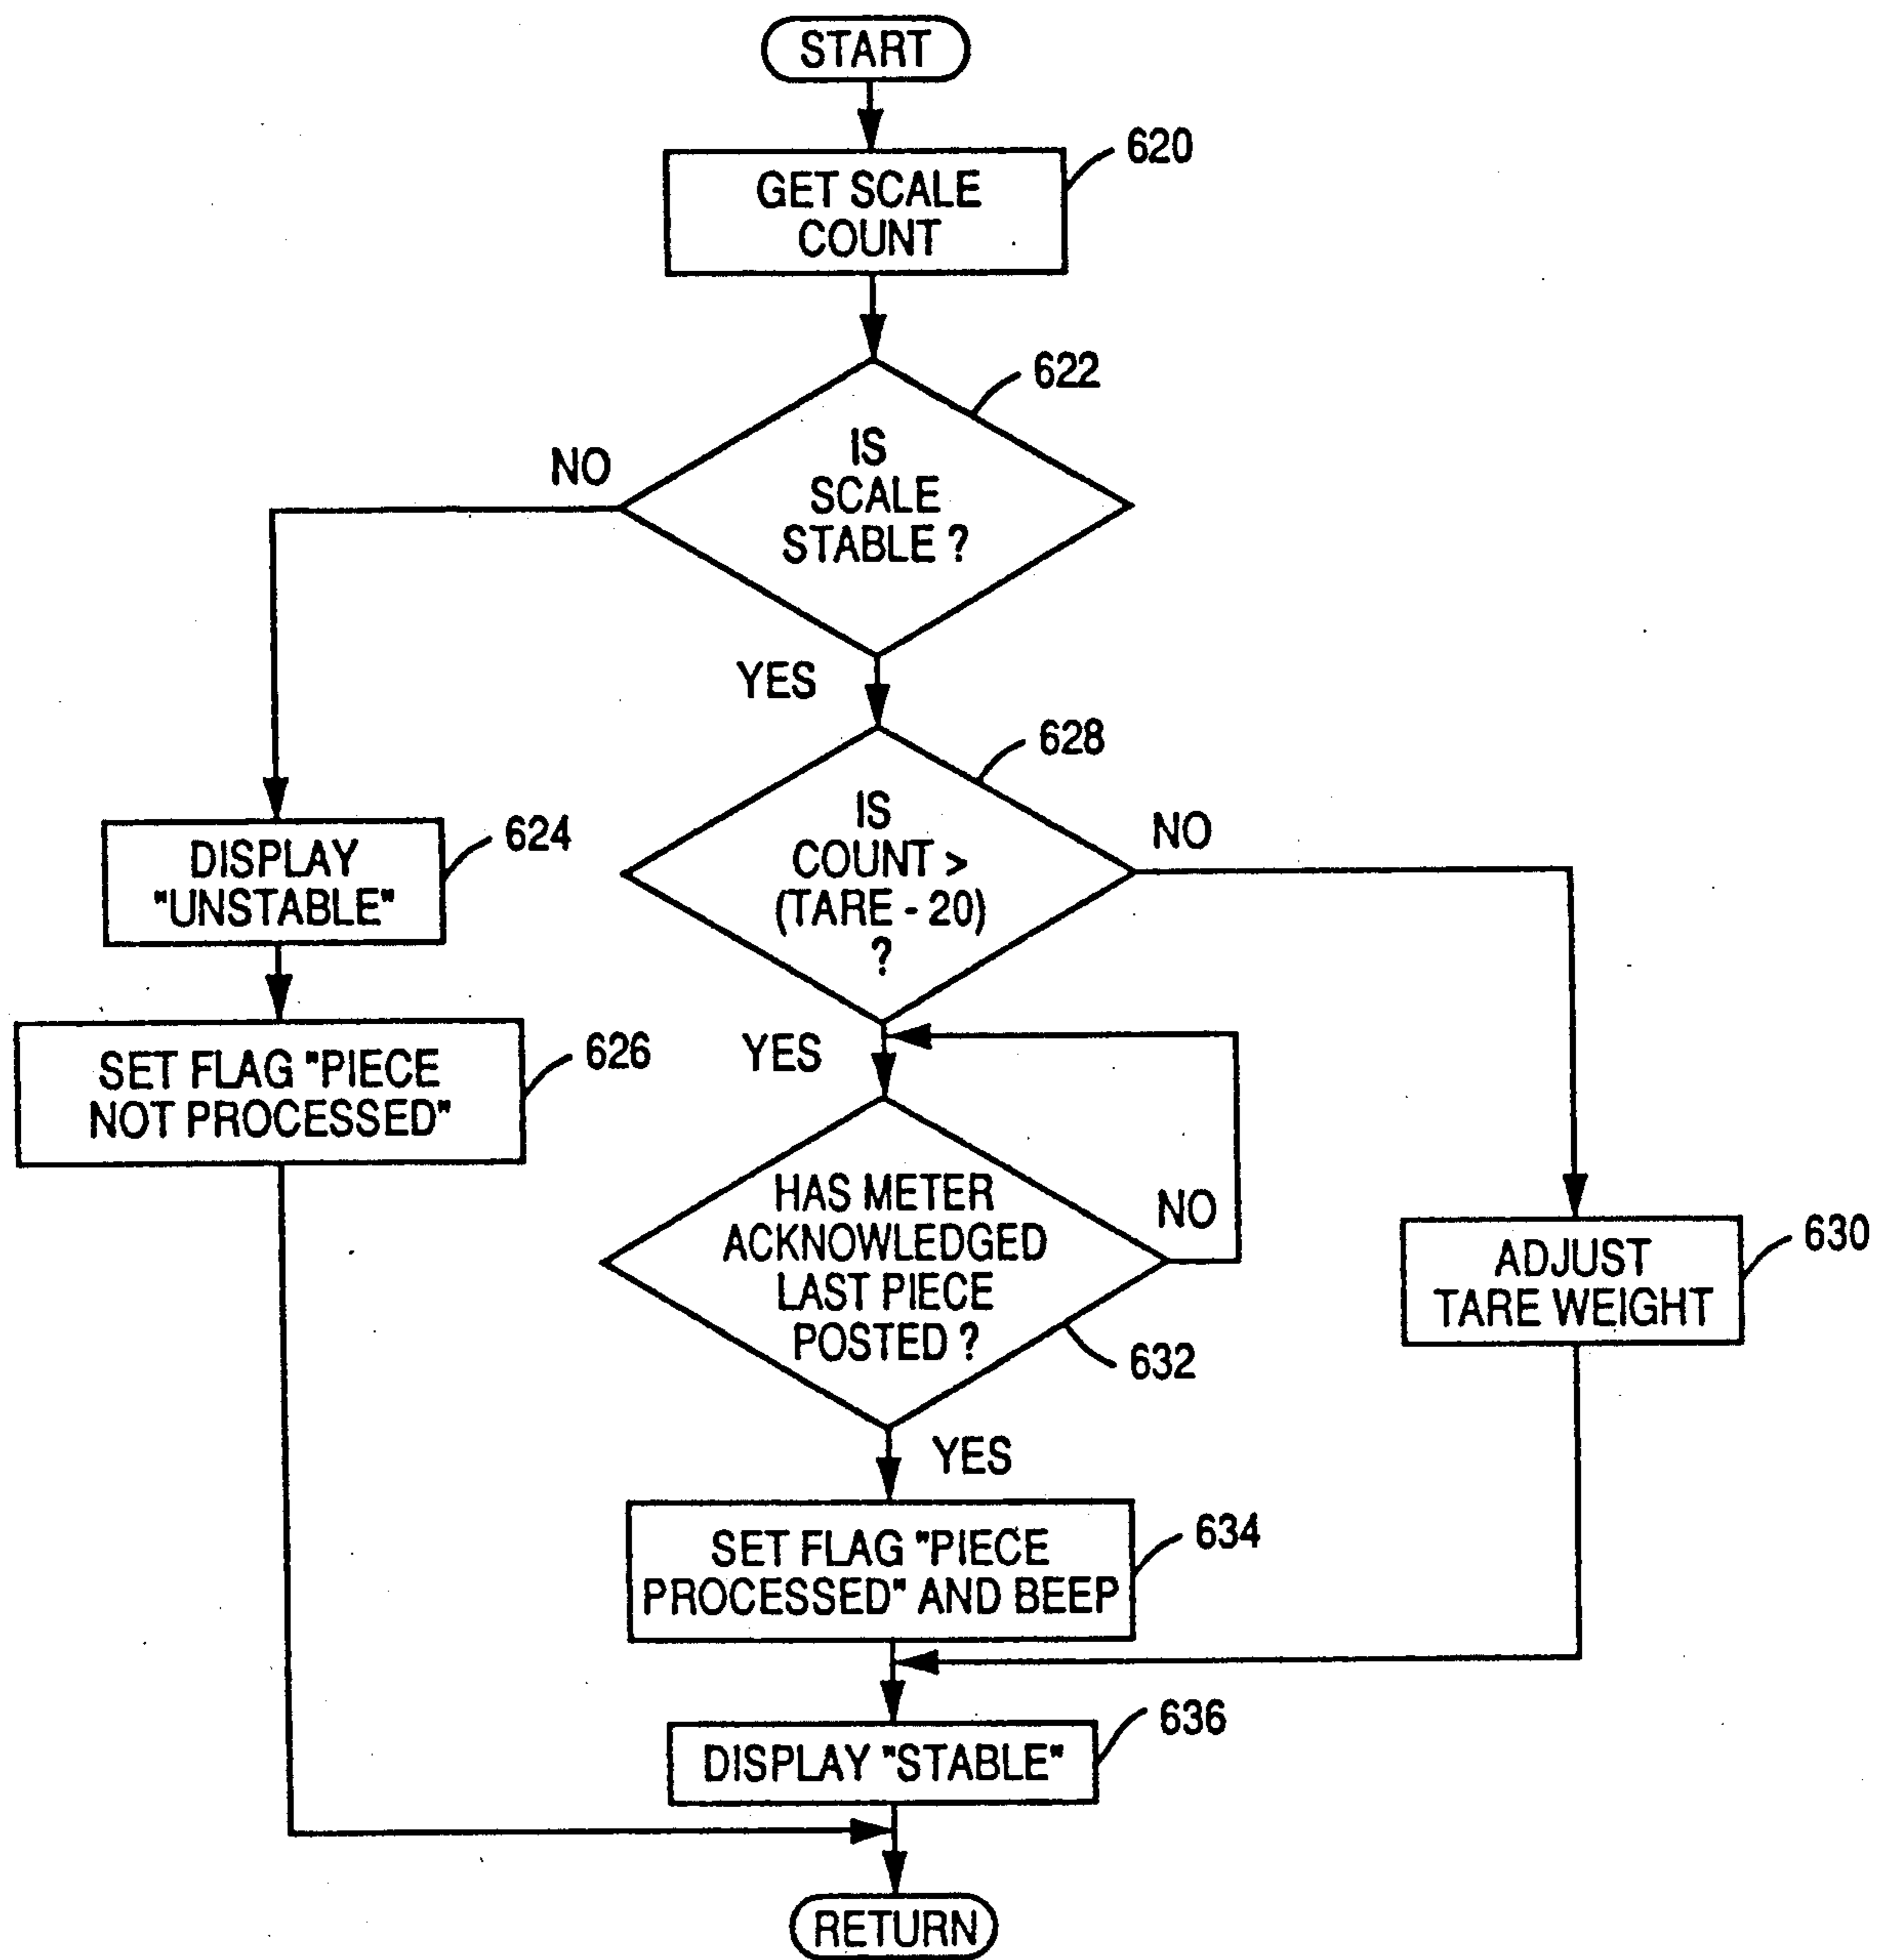 START
620
GET SCALE
COUNT
622
IS
SCALE
STABLE ?
NO
YES
628
IS
COUNT >
(TARE - 20)
?
NO
624
DISPLAY
"UNSTABLE"
YES
626
SET FLAG "PIECE
NOT PROCESSED"
HAS METER
ACKNOWLEDGED
LAST PIECE
POSTED ?
NO
632
630
ADJUST
TARE WEIGHT
YES
634
SET FLAG "PIECE
PROCESSED" AND BEEP
636
DISPLAY "STABLE"
RETURN